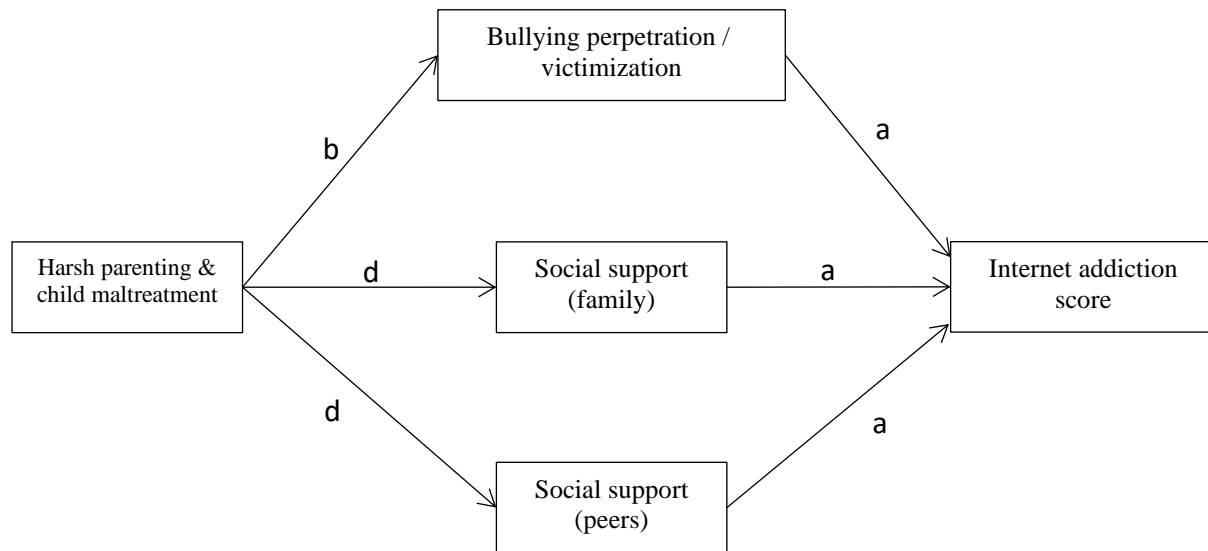 Bullying perpetration /
victimization
b
a
Harsh parenting &
child maltreatment
d
Social support
(family)
a
Internet addiction
score
d
a
Social support
(peers)